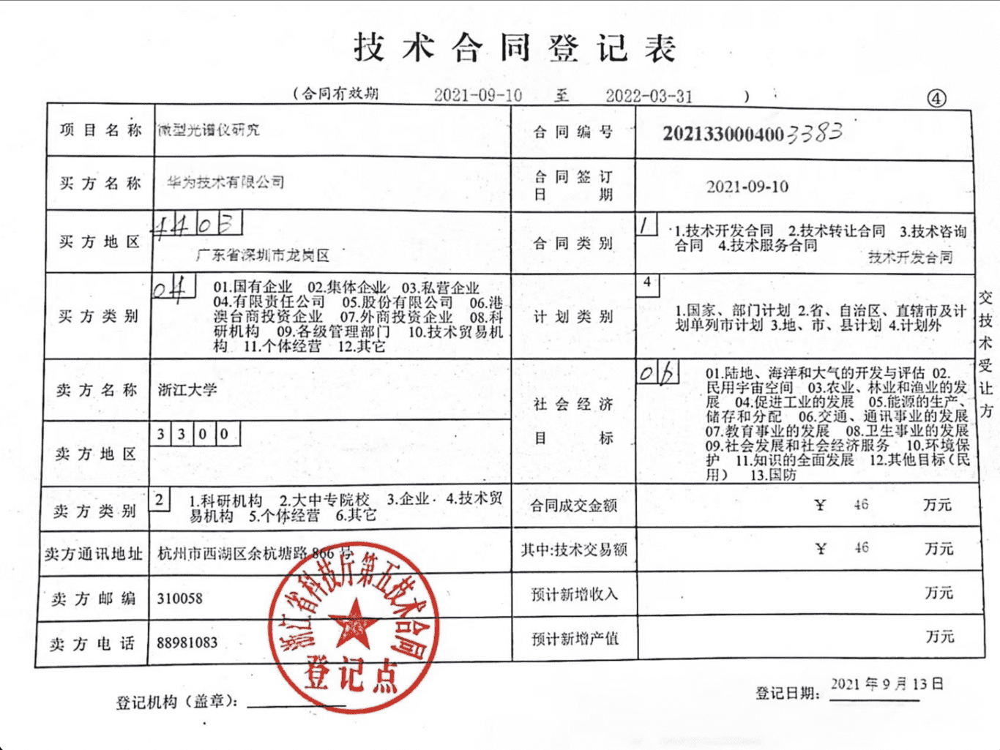 技术合同登记表
（合同有效期 2021-09-10 至 2022-03-31 ）
④
项目名称 微型光谱仪研究 合同编号 2021330004003383
买方名称 华为技术有限公司 合同签订日期 2021-09-10
买方地区 4403
广东省深圳市龙岗区
合同类别 1 1.技术开发合同 2.技术转让合同 3.技术咨询
合同 4.技术服务合同
技术开发合同
买方类别 04 01.国有企业 02.集体企业 03.私营企业
04.有限责任公司 05.股份有限公司 06.港
澳台商投资企业 07.外商投资企业 08.科
研机构 09.各级管理部门 10.技术贸易机
构 11.个体经营 12.其它
计划类别 4
1.国家、部门计划 2.省、自治区、直辖市及计
划单列市计划 3.地、市、县计划 4.计划外
卖方名称 浙江大学
社会经济
目标
06 01.陆地、海洋和大气的开发与评估 02.
民用宇宙空间 03.农业、林业和渔业的发
展 04.促进工业的发展 05.能源的生产、
储存和分配 06.交通、通讯事业的发展
07.教育事业的发展 08.卫生事业的发展
09.社会发展和社会经济服务 10.环境保
护 11.知识的全面发展 12.其他目标（民
用） 13.国防
卖方地区 3300
卖方类别 2 1.科研机构 2.大中专院校 3.企业 4.技术贸
易机构 5.个体经营 6.其它
合同成交金额 ¥ 46 万元
卖方通讯地址 杭州市西湖区余杭塘路 866 号 其中:技术交易额 ¥ 46 万元
卖方邮编 310058 预计新增收入 万元
卖方电话 88981083 预计新增产值 万元
交技术受让方
浙江省科技厅第五技术合同
登记点
登记机构（盖章）：
登记日期： 2021 年 9 月 13 日